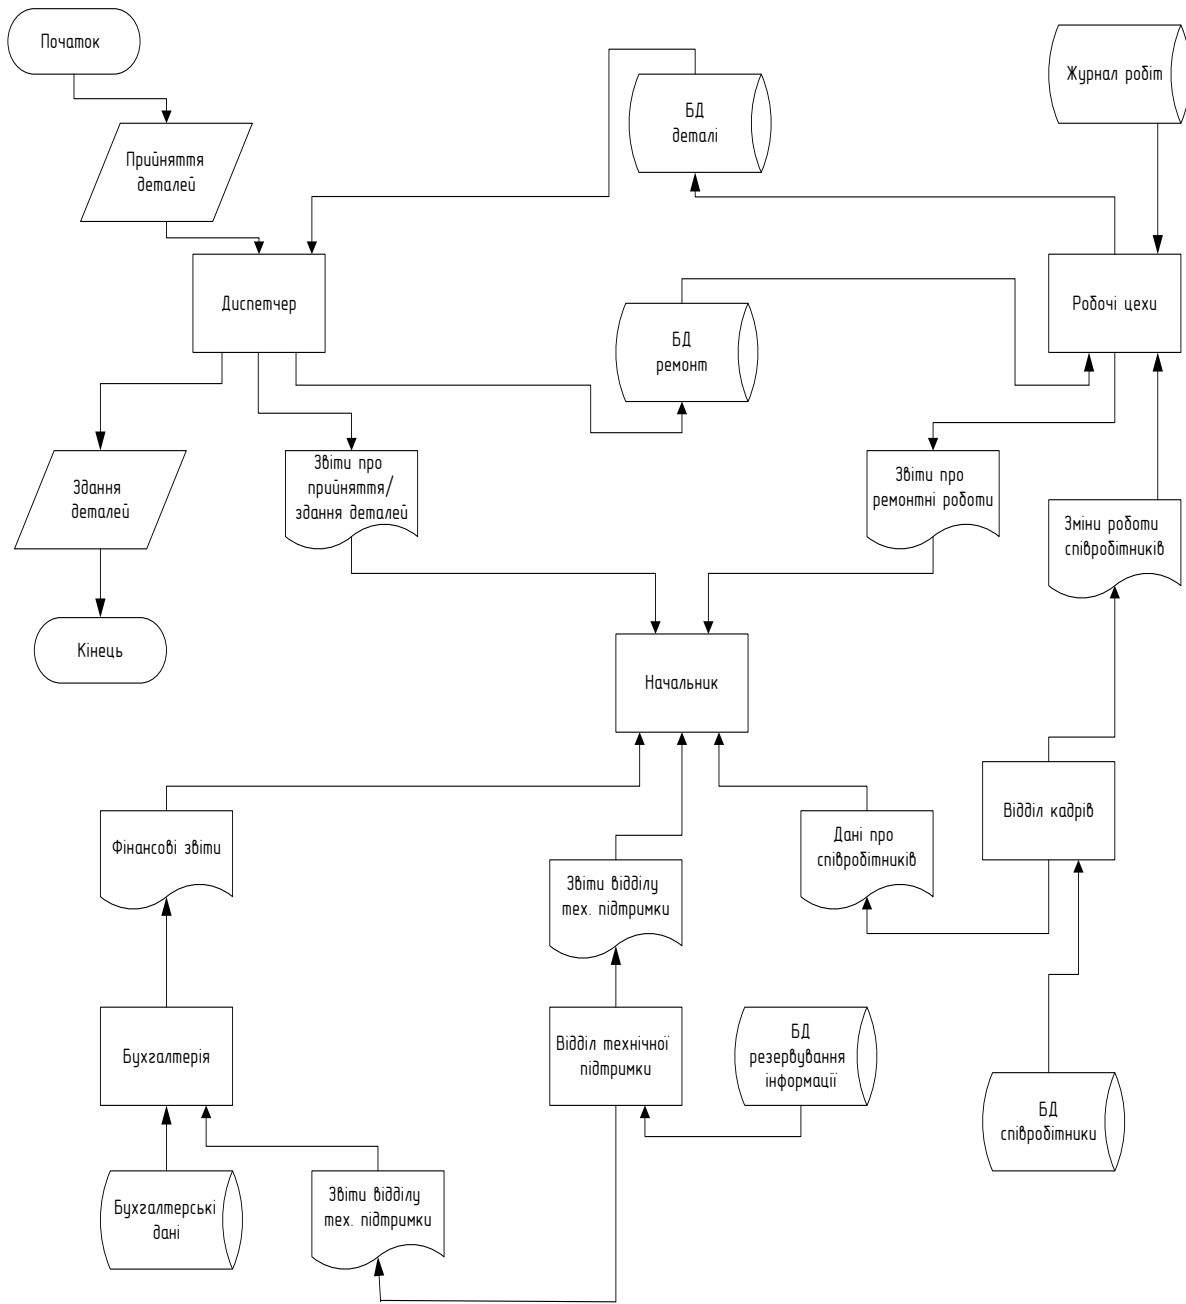 Початок
Журнал робіт
БД
деталі
Прийняття
деталей
Диспетчер
Робочі цехи
БД
ремонт
Здання
деталей
Звіти про
прийняття/
здання деталей
Звіти про
ремонтні роботи
Зміни роботи
співробітників
Кінець
Начальник
Відділ кадрів
Фінансові звіти
Дані про
співробітників
Звіти відділу
тех. підтримки
Бухгалтерія
Відділ технічної
підтримки
БД
резервування
інформації
БД
співробітники
Бухгалтерські
дані
Звіти відділу
тех. підтримки